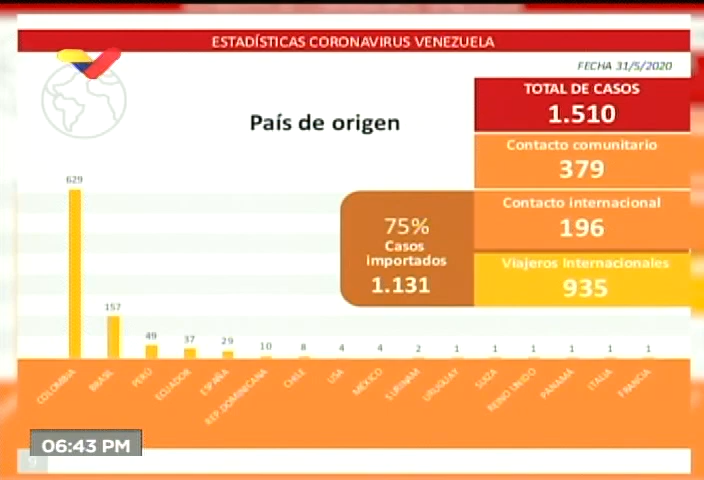 ESTADÍSTICAS CORONAVIRUS VENEZUELA
FECHA 31/5/2020
TOTAL DE CASOS
1.510
País de origen
Contacto comunitario
379
Contacto internacional
196
75%
Casos
importados
1.131
Viajeros Internacionales
935
629
157
49
37
29
10
8
4
4
2
1
1
1
1
1
1
COLOMBIA
BRASIL
PERÚ
ECUADOR
ESPAÑA
REP. DOMINICANA
CHILE
USA
MÉXICO
SURINAM
URUGUAY
SUIZA
REINO UNIDO
PANAMÁ
ITALIA
FRANCIA
06:43 PM
9